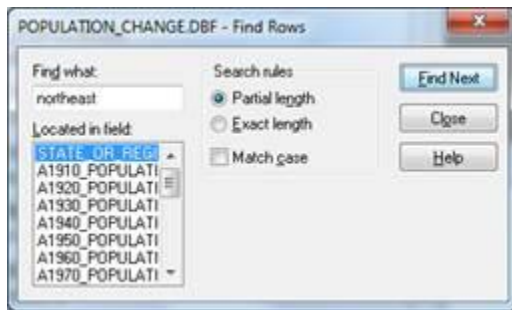 POPULATION_CHANGE.DBF - Find Rows
Find what:
northeast
Located in field:
STATE_OR_REGI
A1910_POPULATI
A1920_POPULATI
A1930_POPULATI
A1940_POPULATI
A1950_POPULATI
A1960_POPULATI
A1970_POPULATI
Search rules
Partial length
Exact length
Match case
Find Next
Close
Help